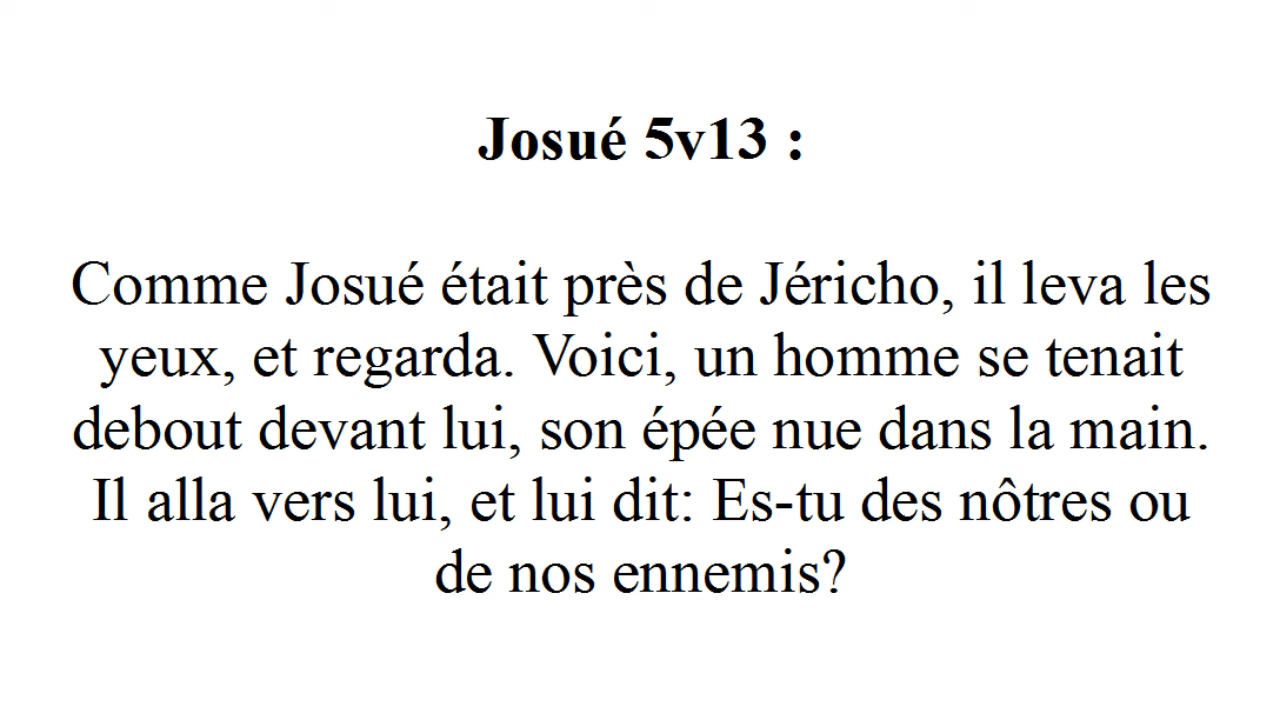 Josué 5v13 :
Comme Josué était près de Jéricho, il leva les
yeux, et regarda. Voici, un homme se tenait
debout devant lui, son épée nue dans la main.
Il alla vers lui, et lui dit: Es-tu des nôtres ou
de nos ennemis?